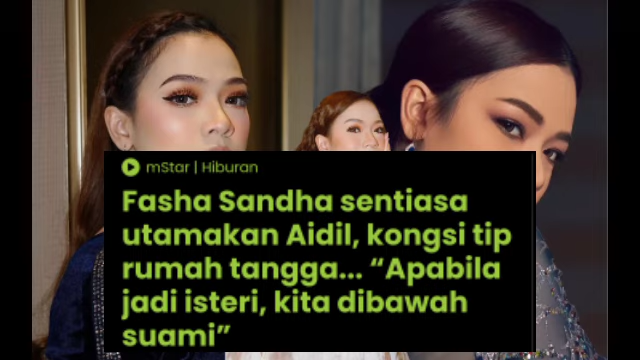 mStar | Hiburan
Fasha Sandha sentiasa
utamakan Aidil, kongsi tip
rumah tangga... “Apabila
jadi isteri, kita dibawah
suami”